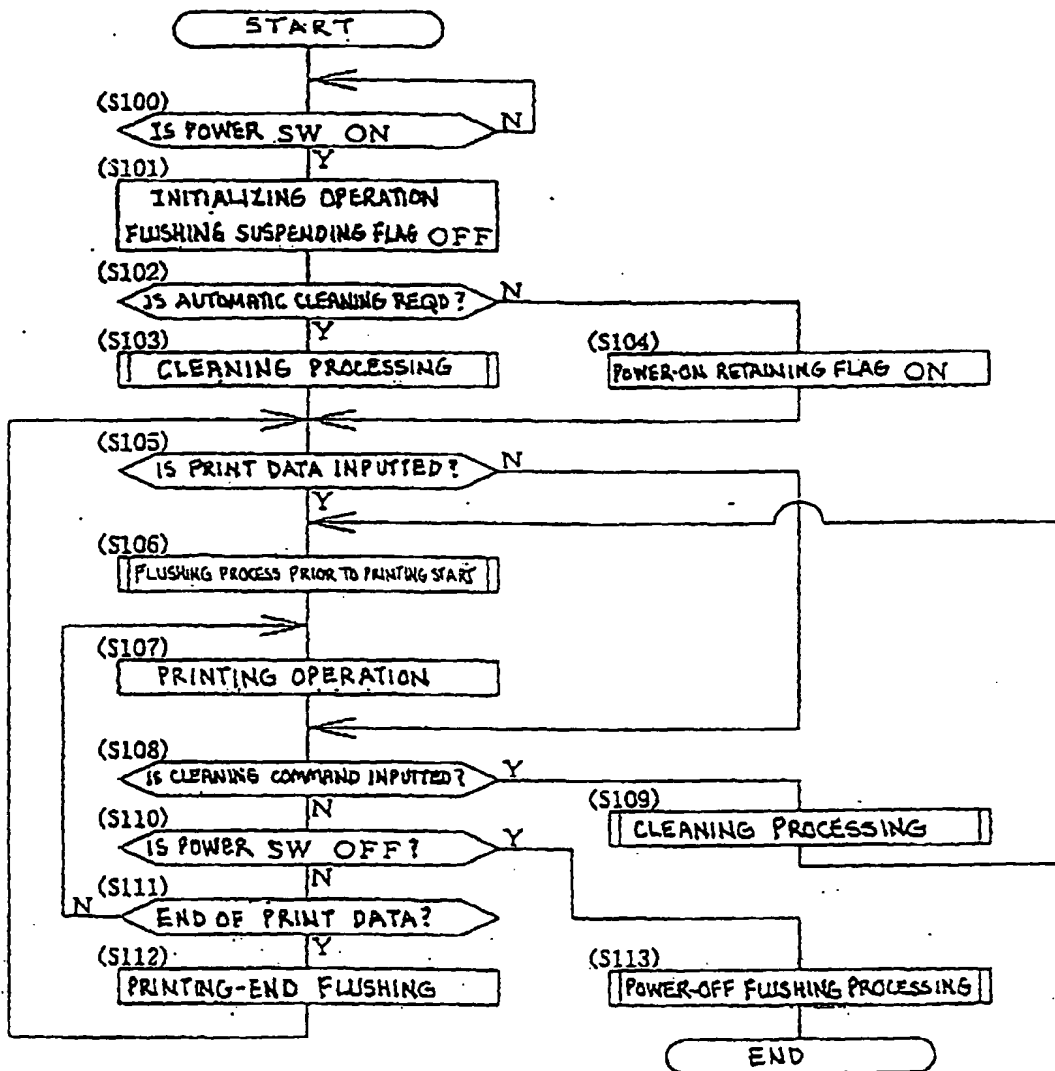 START
(S100)
IS POWER SW ON
N
Y
(S101)
INITIALIZING OPERATION
FLUSHING SUSPENDING FLAG OFF
(S102)
IS AUTOMATIC CLEANING REQD?
N
Y
(S103)
CLEANING PROCESSING
(S104)
POWER-ON RETAINING FLAG ON
(S105)
IS PRINT DATA INPUTTED?
N
Y
(S106)
FLUSHING PROCESS PRIOR TO PRINTING START
(S107)
PRINTING OPERATION
(S108)
IS CLEANING COMMAND INPUTTED?
Y
N
(S109)
CLEANING PROCESSING
(S110)
IS POWER SW OFF?
Y
N
(S111)
N
END OF PRINT DATA?
Y
(S112)
PRINTING-END FLUSHING
(S113)
POWER-OFF FLUSHING PROCESSING
END